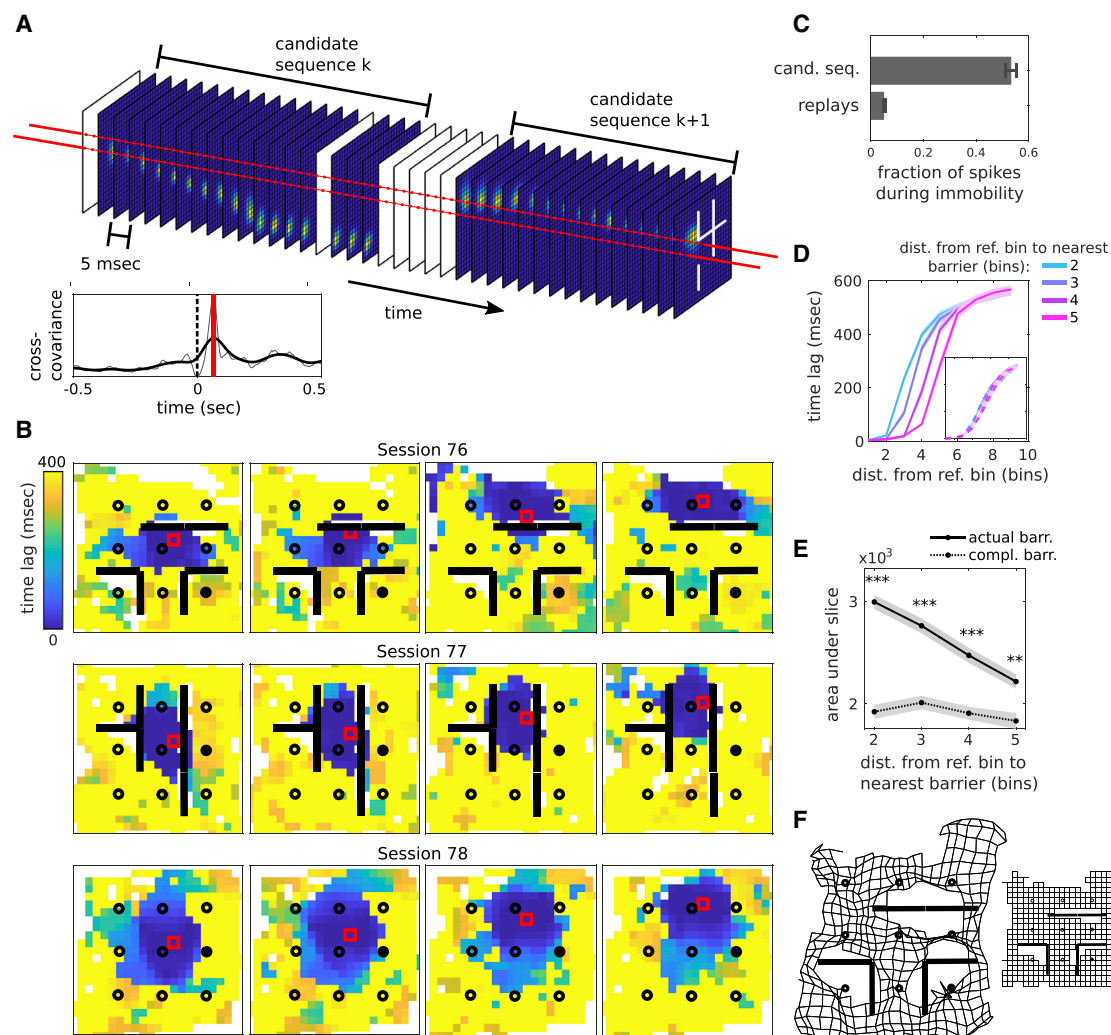 A
candidate
sequence k
candidate
sequence k+1
5 msec
time
cross-
covariance
-0.5
0
0.5
time (sec)
B
Session 76
400
time lag (msec)
0
Session 77
Session 78
C
cand. seq.
replays
0
0.2
0.4
0.6
fraction of spikes
during immobility
D
dist. from ref. bin to nearest
barrier (bins):
2
3
4
5
600
400
200
0
time lag (msec)
2
4
6
8
10
dist. from ref. bin (bins)
E
actual barr.
compl. barr.
x10³
3
2
area under slice
***
***
***
**
2
3
4
5
dist. from ref. bin to
nearest barrier (bins)
F